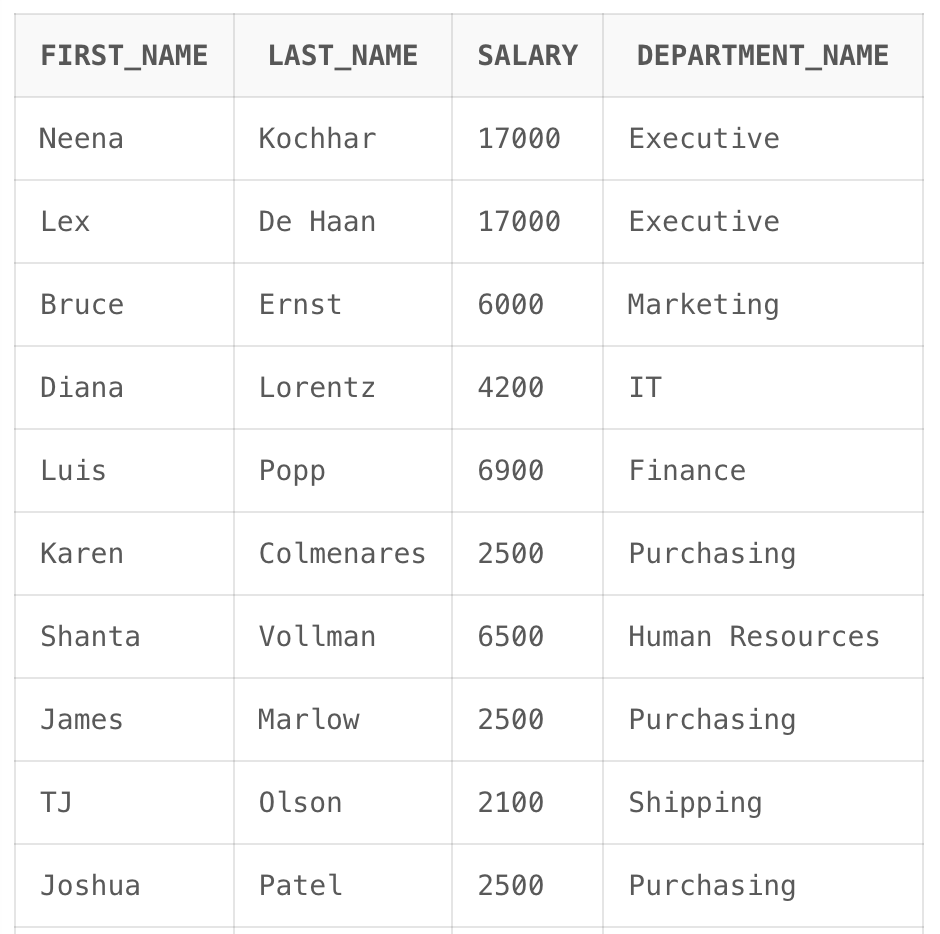 FIRST_NAME LAST_NAME SALARY DEPARTMENT_NAME
Neena Kochhar 17000 Executive
Lex De Haan 17000 Executive
Bruce Ernst 6000 Marketing
Diana Lorentz 4200 IT
Luis Popp 6900 Finance
Karen Colmenares 2500 Purchasing
Shanta Vollman 6500 Human Resources
James Marlow 2500 Purchasing
TJ Olson 2100 Shipping
Joshua Patel 2500 Purchasing